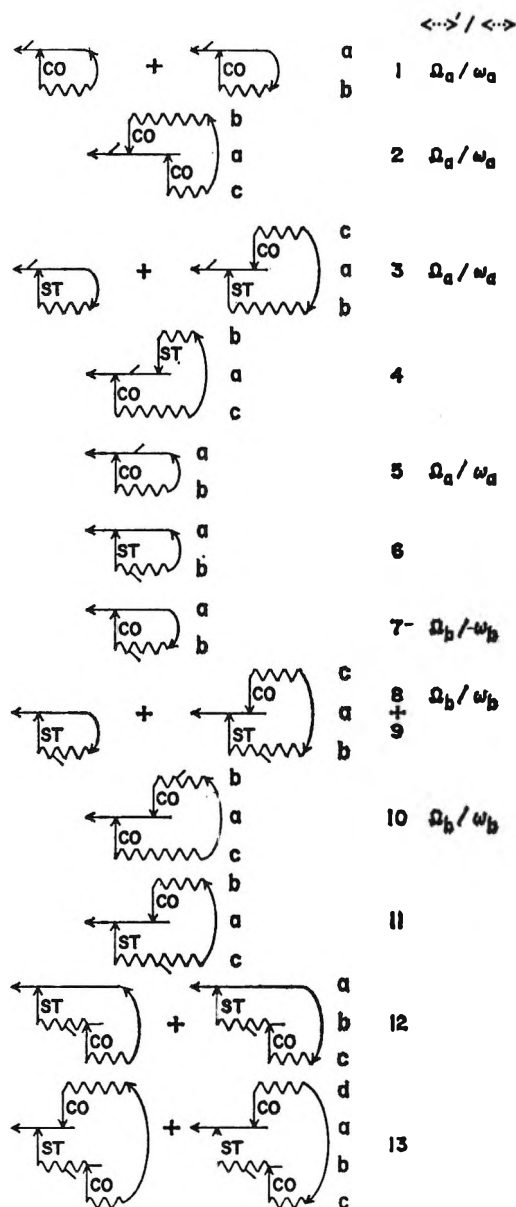 <···>′ / <···>
CO + CO a
b 1 Ωa / ωa
b
CO
a 2 Ωa / ωa
CO
c
c
CO
ST + ST a 3 Ωa / ωa
b
b
ST
a 4
CO
c
a
CO 5 Ωa / ωa
b
a
ST 6
b
a
CO 7- Ωb / -ωb
b
c
CO 8 Ωb / ωb
ST + ST a +
b 9
b
CO
a 10 Ωb / ωb
CO
c
b
CO
a 11
ST
c
a
ST + ST b 12
CO CO c
d
CO + CO
a
ST ST 13
b
CO CO
c